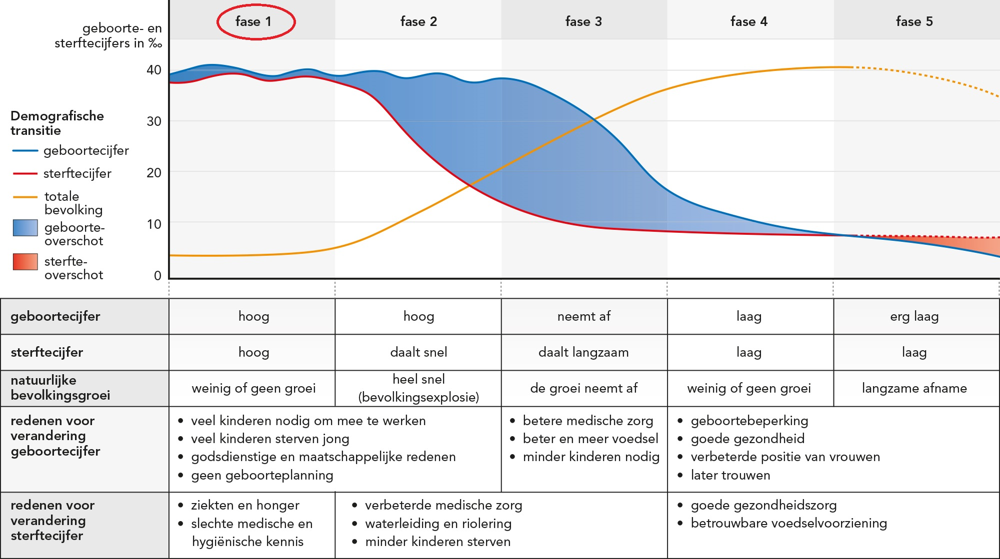 geboorte- en
sterftecijfers in ‰
fase 1
fase 2
fase 3
fase 4
fase 5
40
30
20
10
0
Demografische
transitie
geboortecijfer
sterftecijfer
totale
bevolking
geboorte-
overschot
sterfte-
overschot
geboortecijfer
hoog
hoog
neemt af
laag
erg laag
sterftecijfer
hoog
daalt snel
daalt langzaam
laag
laag
natuurlijke
bevolkingsgroei
weinig of geen groei
heel snel
(bevolkingsexplosie)
de groei neemt af
weinig of geen groei
langzame afname
redenen voor
verandering
geboortecijfer
• veel kinderen nodig om mee te werken
• veel kinderen sterven jong
• godsdienstige en maatschappelijke redenen
• geen geboorteplanning
• betere medische zorg
• beter en meer voedsel
• minder kinderen nodig
• geboortebeperking
• goede gezondheid
• verbeterde positie van vrouwen
• later trouwen
redenen voor
verandering
sterftecijfer
• ziekten en honger
• slechte medische en
hygiënische kennis
• verbeterde medische zorg
• waterleiding en riolering
• minder kinderen sterven
• goede gezondheidszorg
• betrouwbare voedselvoorziening